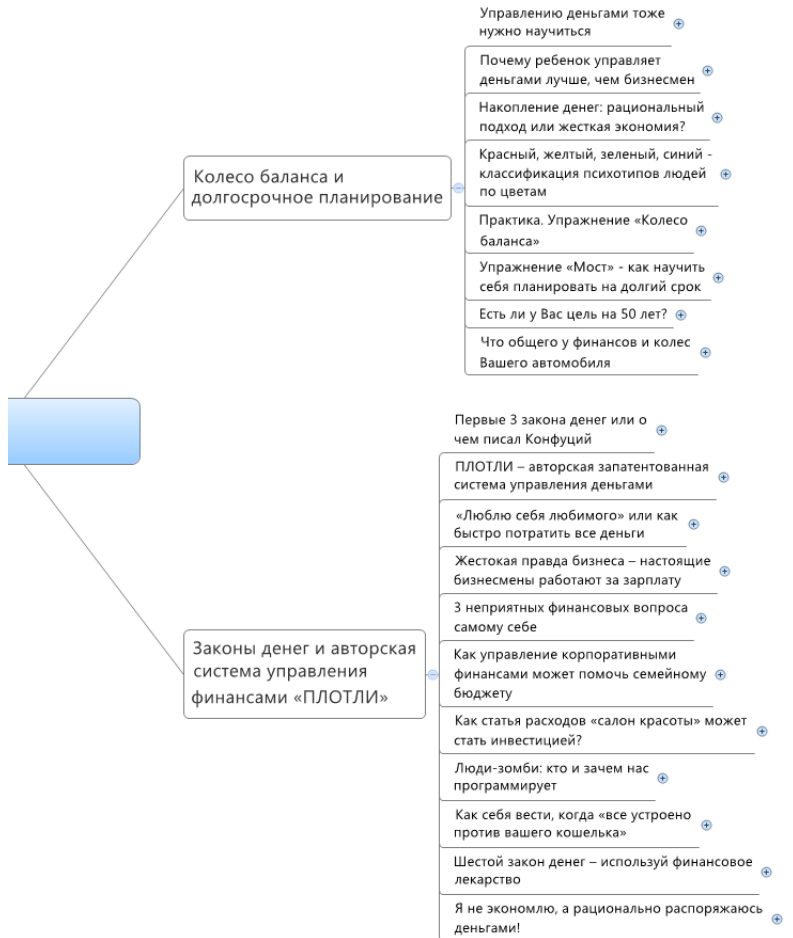 Колесо баланса и
долгосрочное планирование
Управлению деньгами тоже
нужно научиться
Почему ребенок управляет
деньгами лучше, чем бизнесмен
Накопление денег: рациональный
подход или жесткая экономия?
Красный, желтый, зеленый, синий -
классификация психотипов людей
по цветам
Практика. Упражнение «Колесо
баланса»
Упражнение «Мост» - как научить
себя планировать на долгий срок
Есть ли у Вас цель на 50 лет?
Что общего у финансов и колес
Вашего автомобиля
Законы денег и авторская
система управления
финансами «ПЛОТЛИ»
Первые 3 закона денег или о
чем писал Конфуций
ПЛОТЛИ – авторская запатентованная
система управления деньгами
«Люблю себя любимого» или как
быстро потратить все деньги
Жестокая правда бизнеса – настоящие
бизнесмены работают за зарплату
3 неприятных финансовых вопроса
самому себе
Как управление корпоративными
финансами может помочь семейному
бюджету
Как статья расходов «салон красоты» может
стать инвестицией?
Люди-зомби: кто и зачем нас
программирует
Как себя вести, когда «все устроено
против вашего кошелька»
Шестой закон денег – используй финансовое
лекарство
Я не экономлю, а рационально распоряжаюсь
деньгами!